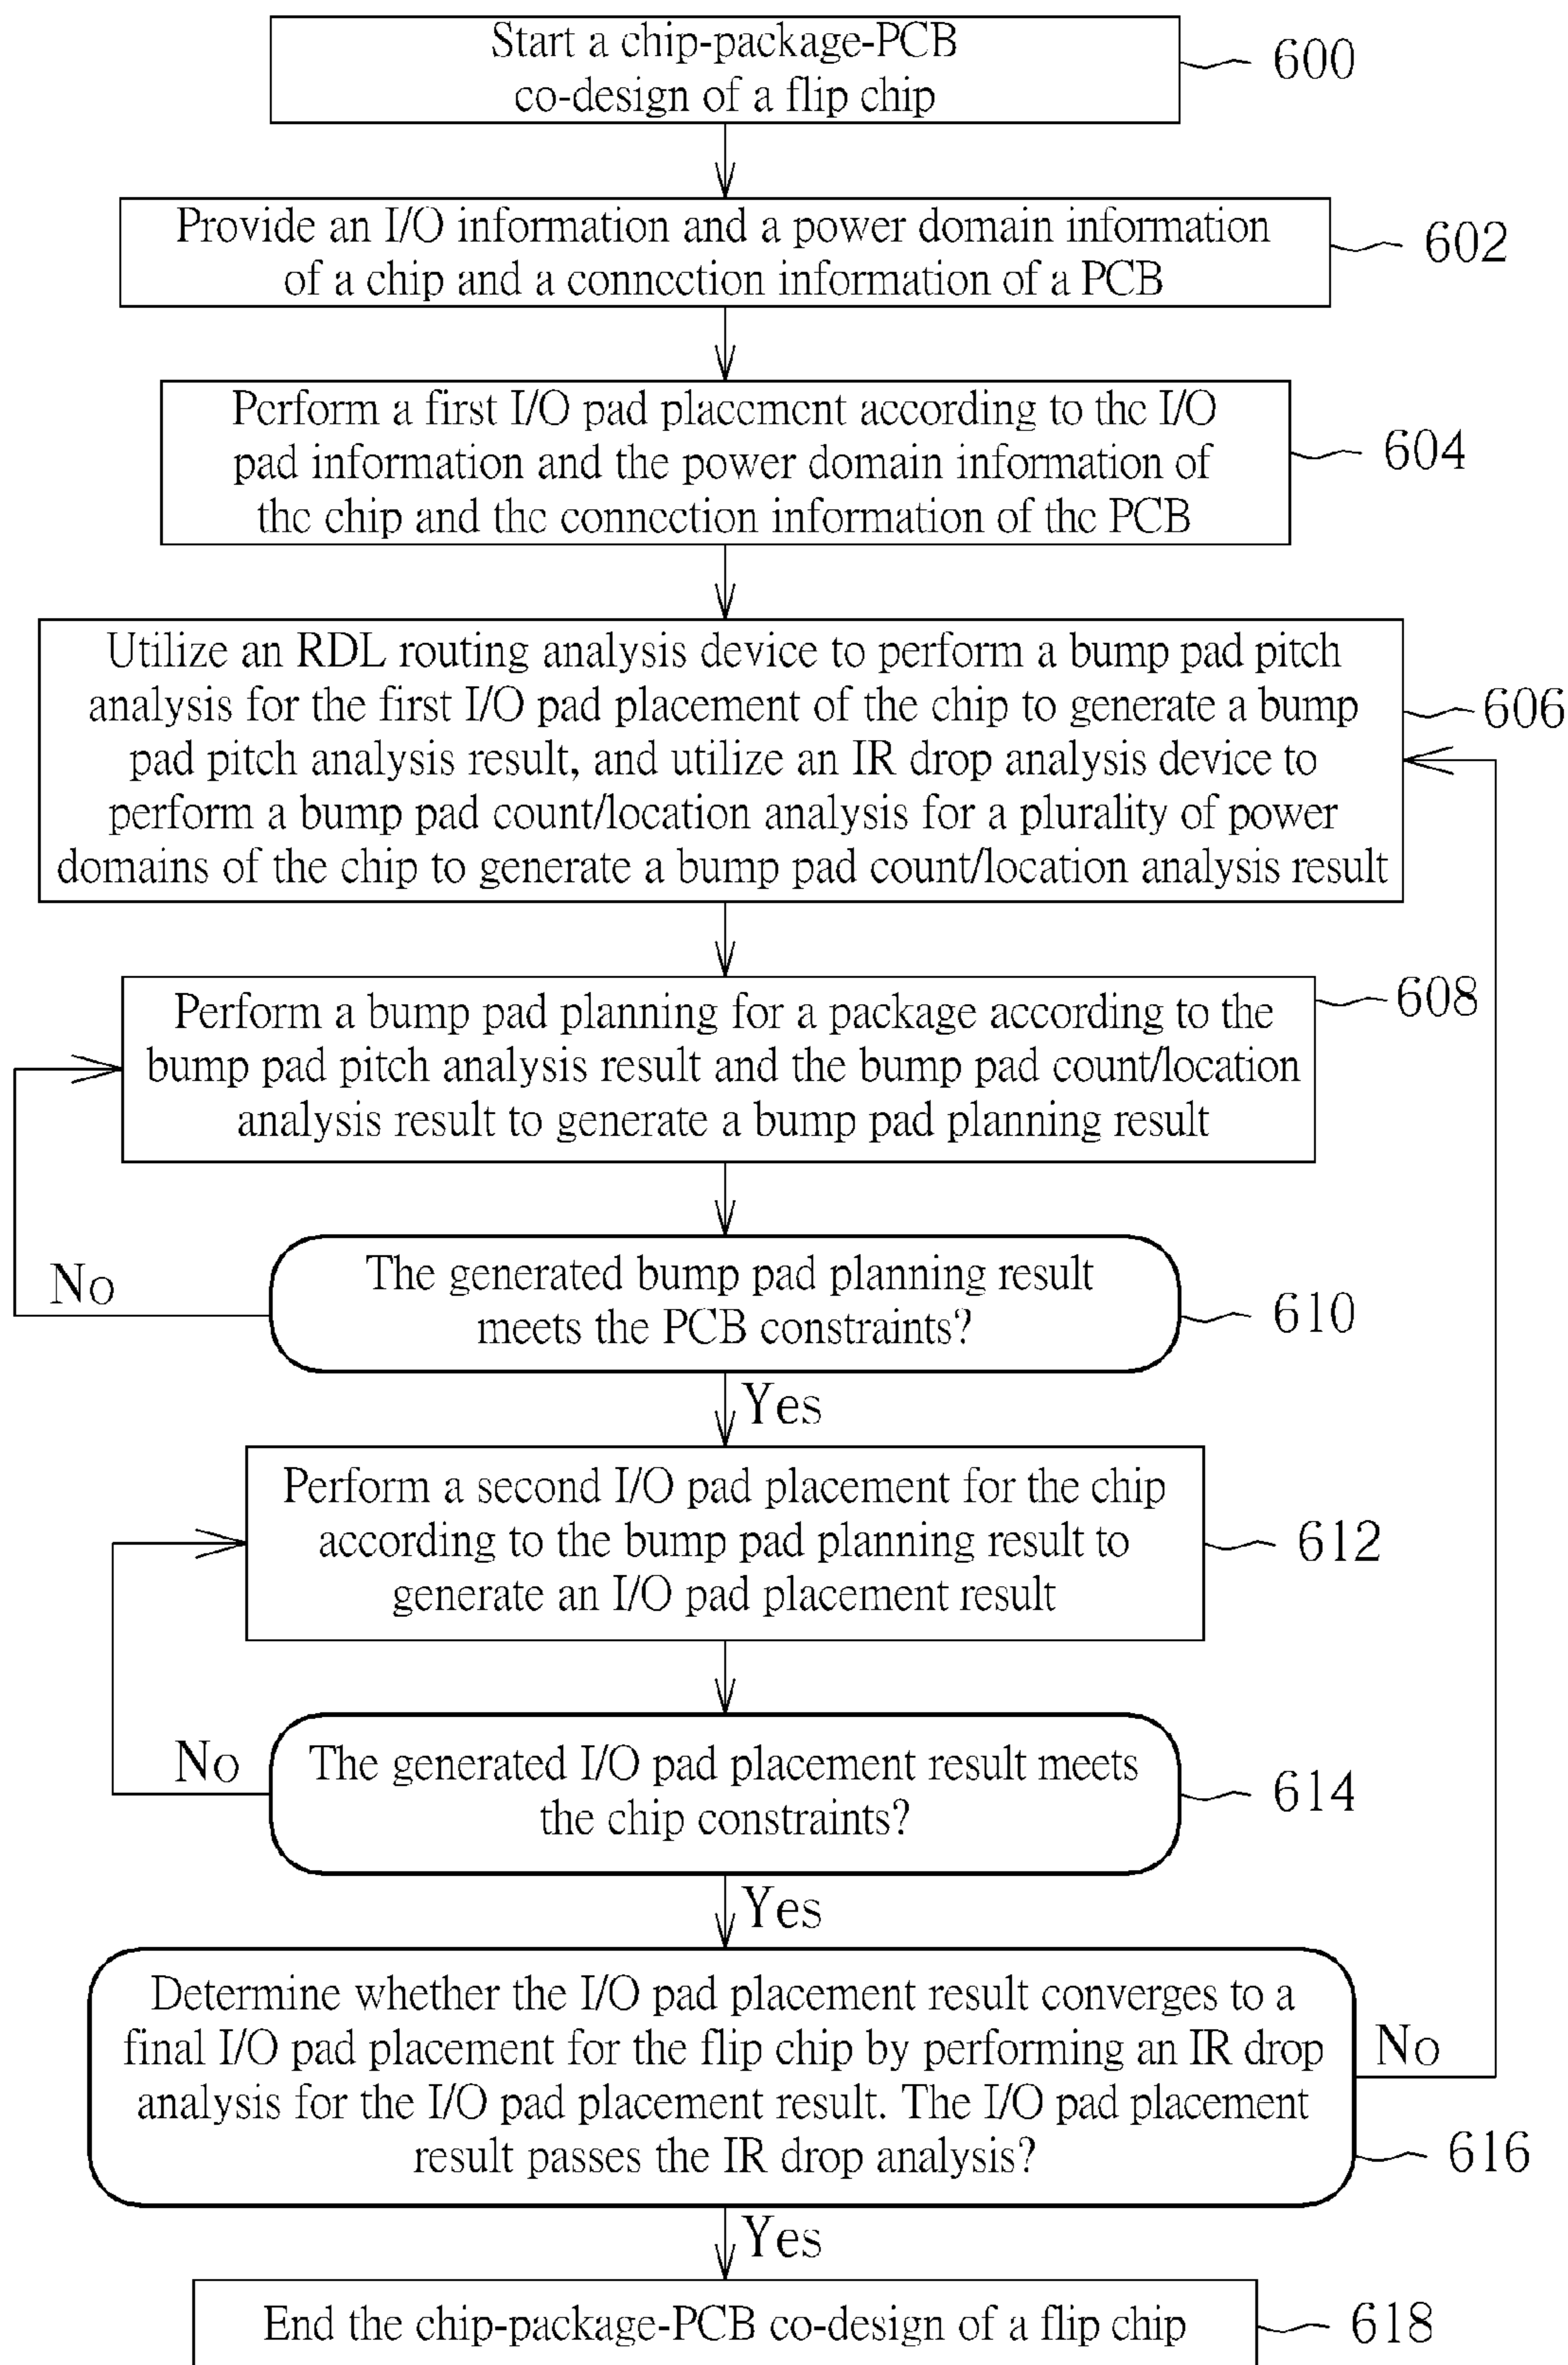 Start a chip-package-PCB
co-design of a flip chip
600
Provide an I/O information and a power domain information
of a chip and a connection information of a PCB
602
Perform a first I/O pad placement according to the I/O
pad information and the power domain information of
the chip and the connection information of the PCB
604
Utilize an RDL routing analysis device to perform a bump pad pitch
analysis for the first I/O pad placement of the chip to generate a bump
pad pitch analysis result, and utilize an IR drop analysis device to
perform a bump pad count/location analysis for a plurality of power
domains of the chip to generate a bump pad count/location analysis result
606
Perform a bump pad planning for a package according to the
bump pad pitch analysis result and the bump pad count/location
analysis result to generate a bump pad planning result
608
No
The generated bump pad planning result
meets the PCB constraints?
610
Yes
Perform a second I/O pad placement for the chip
according to the bump pad planning result to
generate an I/O pad placement result
612
No
The generated I/O pad placement result meets
the chip constraints?
614
Yes
Determine whether the I/O pad placement result converges to a
final I/O pad placement for the flip chip by performing an IR drop
analysis for the I/O pad placement result. The I/O pad placement
result passes the IR drop analysis?
No
616
Yes
End the chip-package-PCB co-design of a flip chip
618